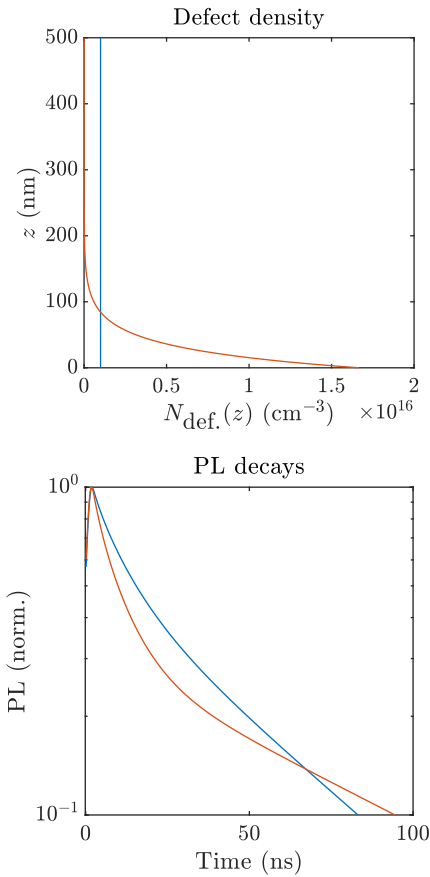 Defect density
500
400
300
200
100
0
z (nm)
0 0.5 1 1.5 2
N_def.(z) (cm⁻³) ×10¹⁶
PL decays
10⁰
10⁻¹
PL (norm.)
0 50 100
Time (ns)